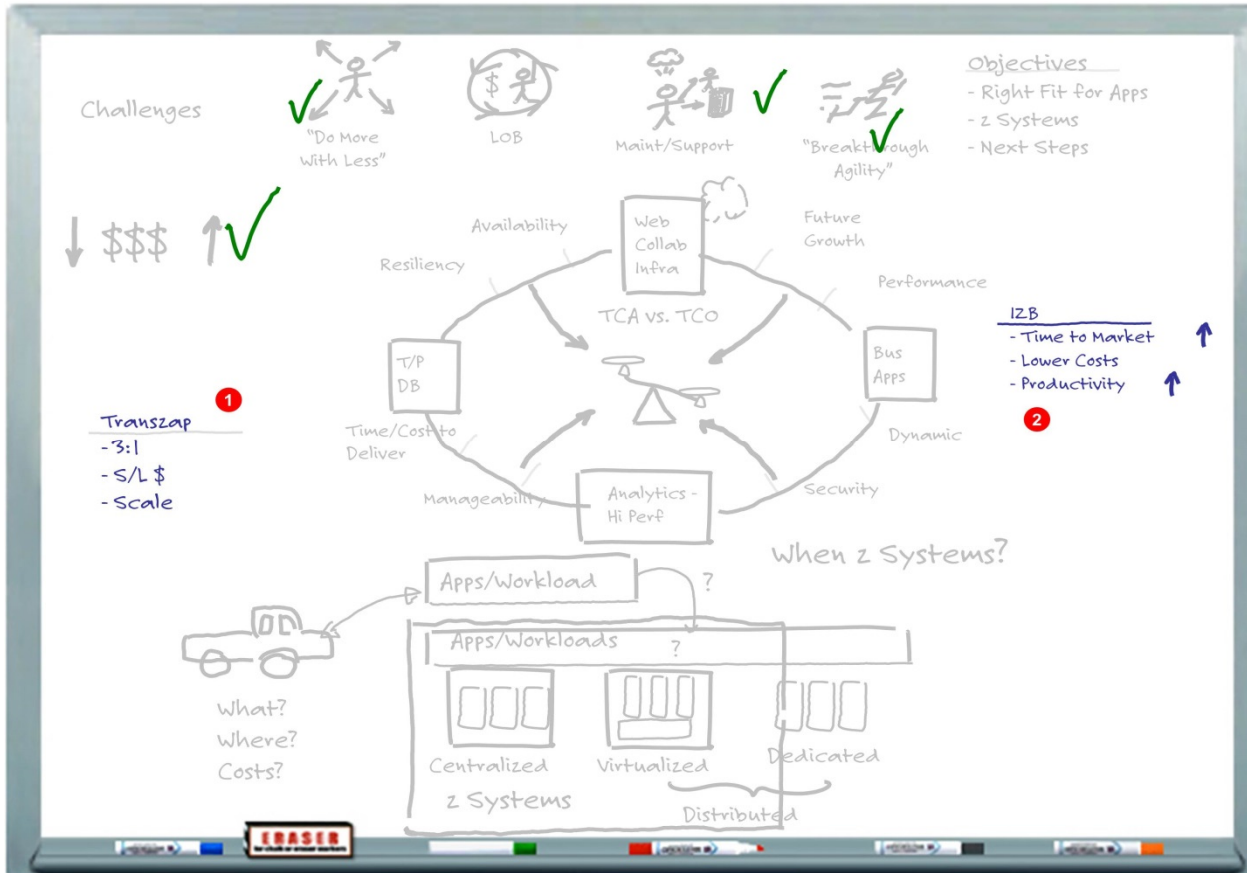 Challenges
"Do More
With Less"
LOB
Maint/Support
"Breakthrough
Agility"
Objectives
- Right Fit for Apps
- z Systems
- Next Steps
$
↓ $$$ ↑
Availability
Resiliency
Web
Collab
Infra
Future
Growth
Performance
TCA vs. TCO
T/P
DB
Bus
Apps
IZB
- Time to Market ↑
- Lower Costs
- Productivity ↑
2
1
Transzap
- 3:1
- S/L $
- Scale
Time/Cost to
Deliver
Manageability
Analytics -
Hi Perf
Security
Dynamic
When z Systems?
Apps/Workload
?
Apps/Workloads
?
What?
Where?
Costs?
Centralized
Virtualized
Dedicated
z Systems
Distributed
ERASER